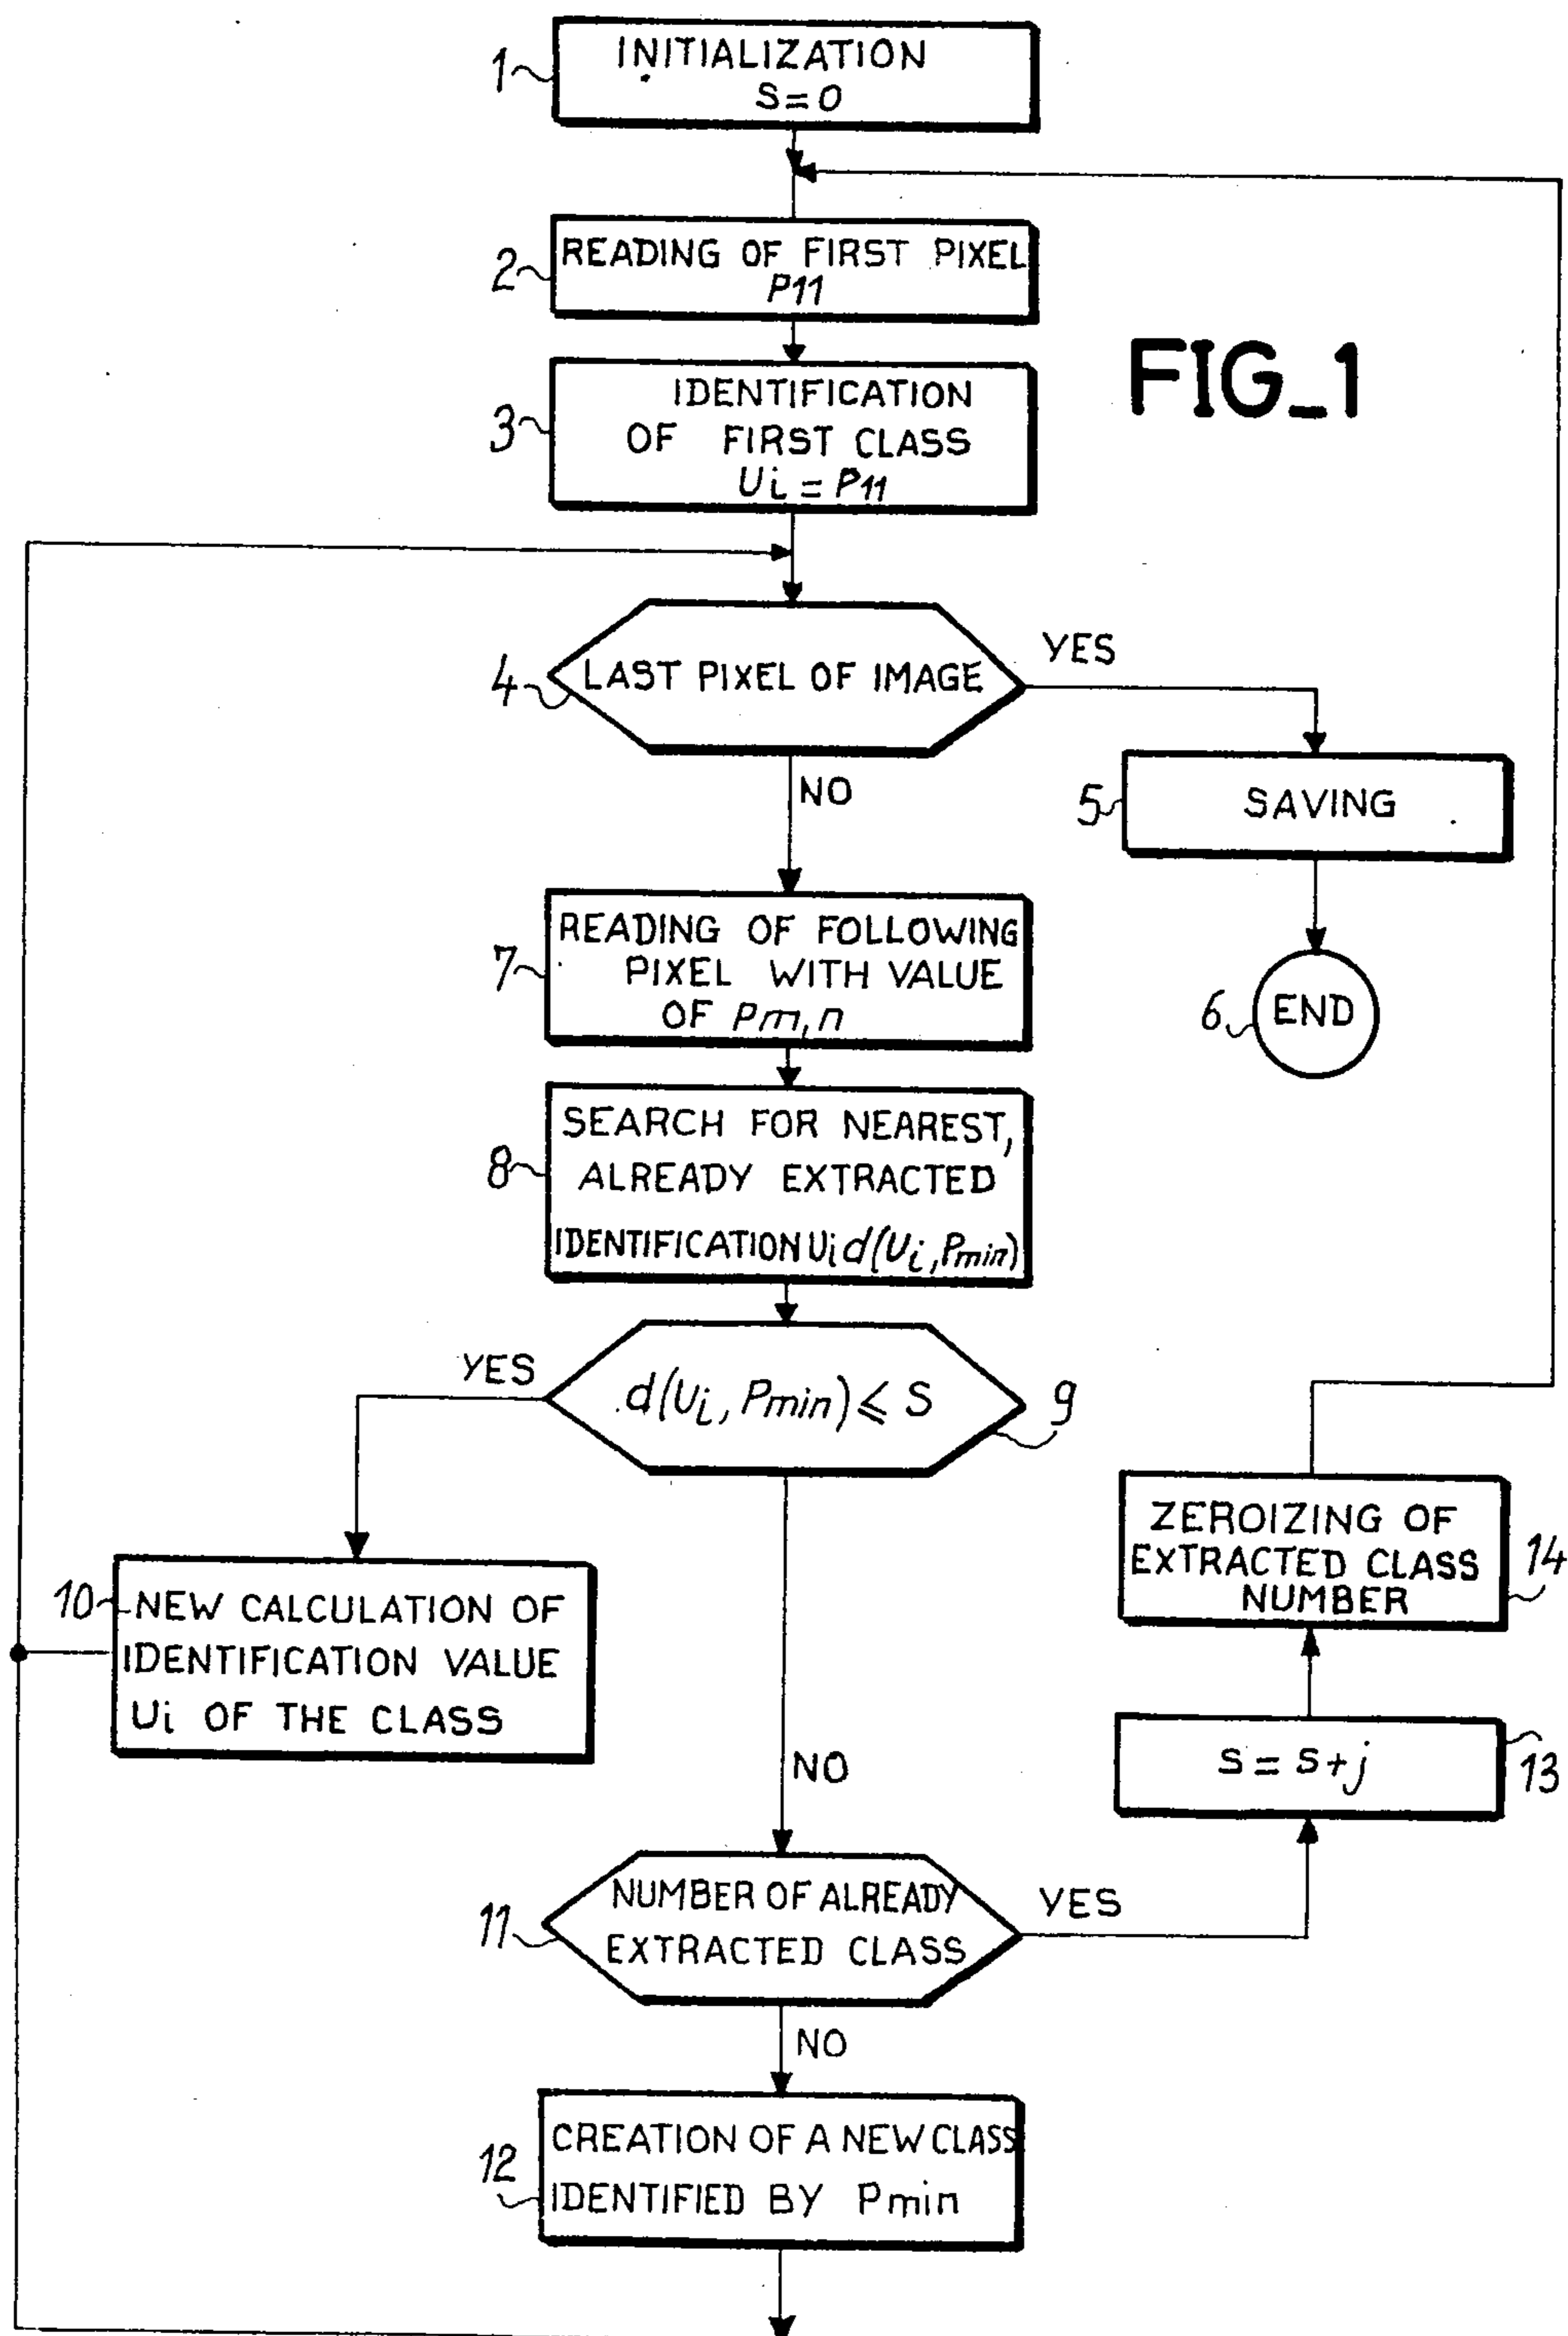 1
INITIALIZATION
S=0
2
READING OF FIRST PIXEL
P11
FIG_1
3
IDENTIFICATION
OF FIRST CLASS
Ui = P11
4
LAST PIXEL OF IMAGE
YES
NO
5
SAVING
6
END
7
READING OF FOLLOWING
PIXEL WITH VALUE
OF Pm,n
8
SEARCH FOR NEAREST,
ALREADY EXTRACTED
IDENTIFICATION Ui d(Ui, Pmin)
9
d(Ui, Pmin) ⩽ S
YES
NO
10
NEW CALCULATION OF
IDENTIFICATION VALUE
Ui OF THE CLASS
14
ZEROIZING OF
EXTRACTED CLASS
NUMBER
13
S = S+j
11
NUMBER OF ALREADY
EXTRACTED CLASS
YES
NO
12
CREATION OF A NEW CLASS
IDENTIFIED BY Pmin